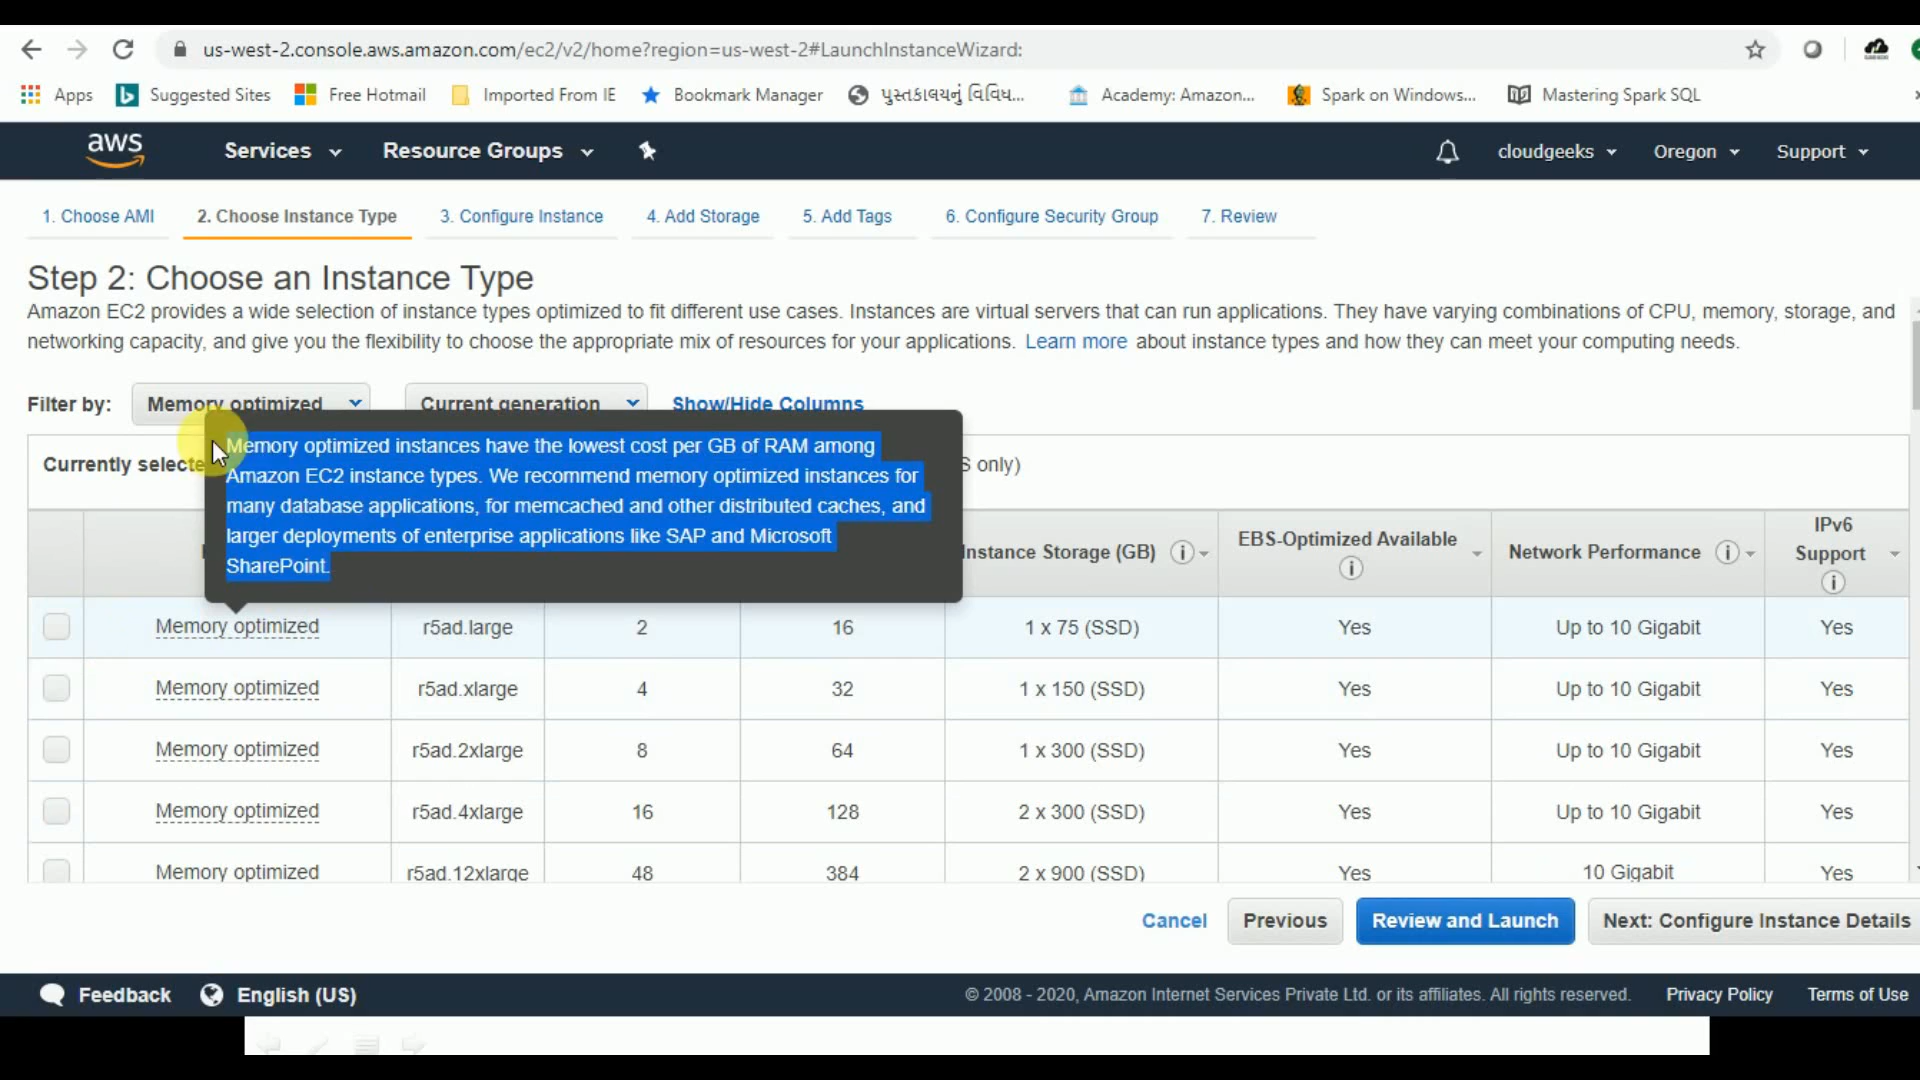 us-west-2.console.aws.amazon.com/ec2/v2/home?region=us-west-2#LaunchInstanceWizard:
Apps Suggested Sites Free Hotmail Imported From IE Bookmark Manager પુસ્તકાલયનું વિવિધ... Academy: Amazon... Spark on Windows... Mastering Spark SQL
aws Services Resource Groups cloudgeeks Oregon Support
1. Choose AMI 2. Choose Instance Type 3. Configure Instance 4. Add Storage 5. Add Tags 6. Configure Security Group 7. Review
Step 2: Choose an Instance Type
Amazon EC2 provides a wide selection of instance types optimized to fit different use cases. Instances are virtual servers that can run applications. They have varying combinations of CPU, memory, storage, and
networking capacity, and give you the flexibility to choose the appropriate mix of resources for your applications. Learn more about instance types and how they can meet your computing needs.
Filter by: Memory optimized Current generation Show/Hide Columns
Memory optimized instances have the lowest cost per GB of RAM among
Amazon EC2 instance types. We recommend memory optimized instances for
many database applications, for memcached and other distributed caches, and
larger deployments of enterprise applications like SAP and Microsoft
SharePoint.
Currently selecte S only)
Instance Storage (GB) EBS-Optimized Available Network Performance IPv6 Support
Memory optimized r5ad.large 2 16 1 x 75 (SSD) Yes Up to 10 Gigabit Yes
Memory optimized r5ad.xlarge 4 32 1 x 150 (SSD) Yes Up to 10 Gigabit Yes
Memory optimized r5ad.2xlarge 8 64 1 x 300 (SSD) Yes Up to 10 Gigabit Yes
Memory optimized r5ad.4xlarge 16 128 2 x 300 (SSD) Yes Up to 10 Gigabit Yes
Memory optimized r5ad.12xlarge 48 384 2 x 900 (SSD) Yes 10 Gigabit Yes
Cancel Previous Review and Launch Next: Configure Instance Details
Feedback English (US) © 2008 - 2020, Amazon Internet Services Private Ltd. or its affiliates. All rights reserved. Privacy Policy Terms of Use